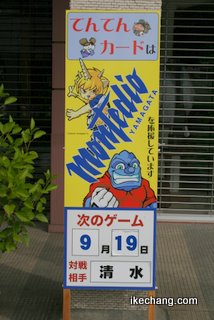 てんてん
カードは
montedio
YAMAGATA
を応援しています
次のゲーム
9月19日
対戦
相手
清水
ikechang.com